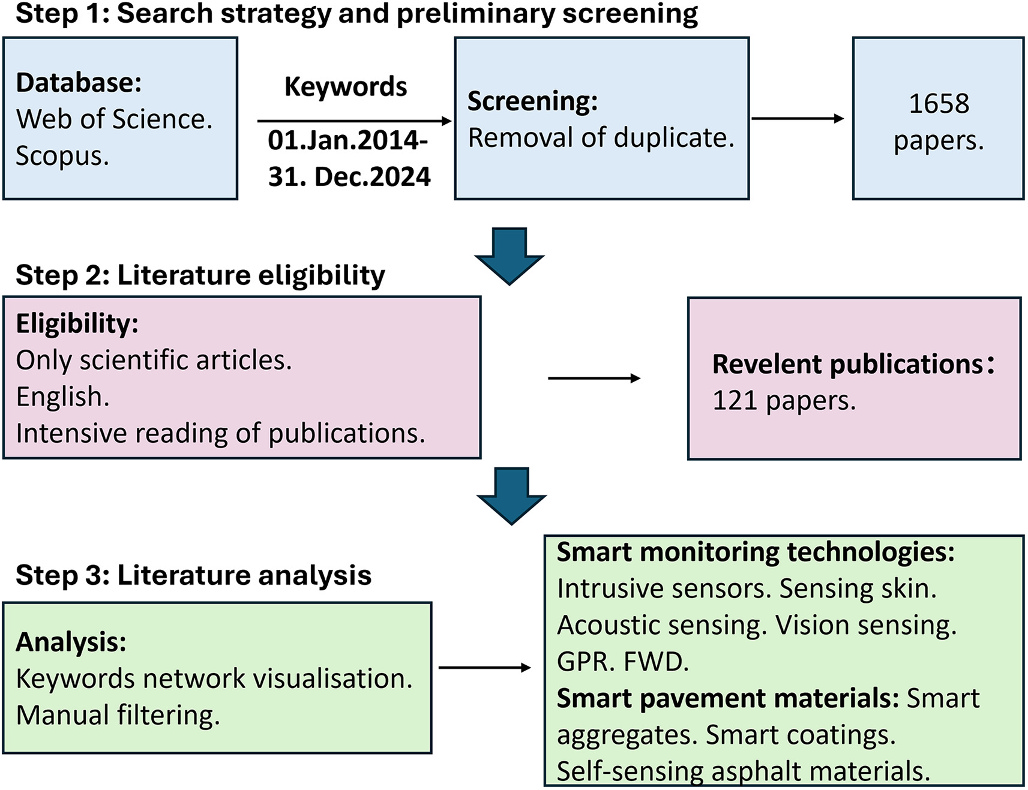 Step 1: Search strategy and preliminary screening
Database:
Web of Science.
Scopus.
Keywords
01.Jan.2014-
31. Dec.2024
Screening:
Removal of duplicate.
1658
papers.
Step 2: Literature eligibility
Eligibility:
Only scientific articles.
English.
Intensive reading of publications.
Revelent publications:
121 papers.
Step 3: Literature analysis
Analysis:
Keywords network visualisation.
Manual filtering.
Smart monitoring technologies:
Intrusive sensors. Sensing skin.
Acoustic sensing. Vision sensing.
GPR. FWD.
Smart pavement materials: Smart
aggregates. Smart coatings.
Self-sensing asphalt materials.